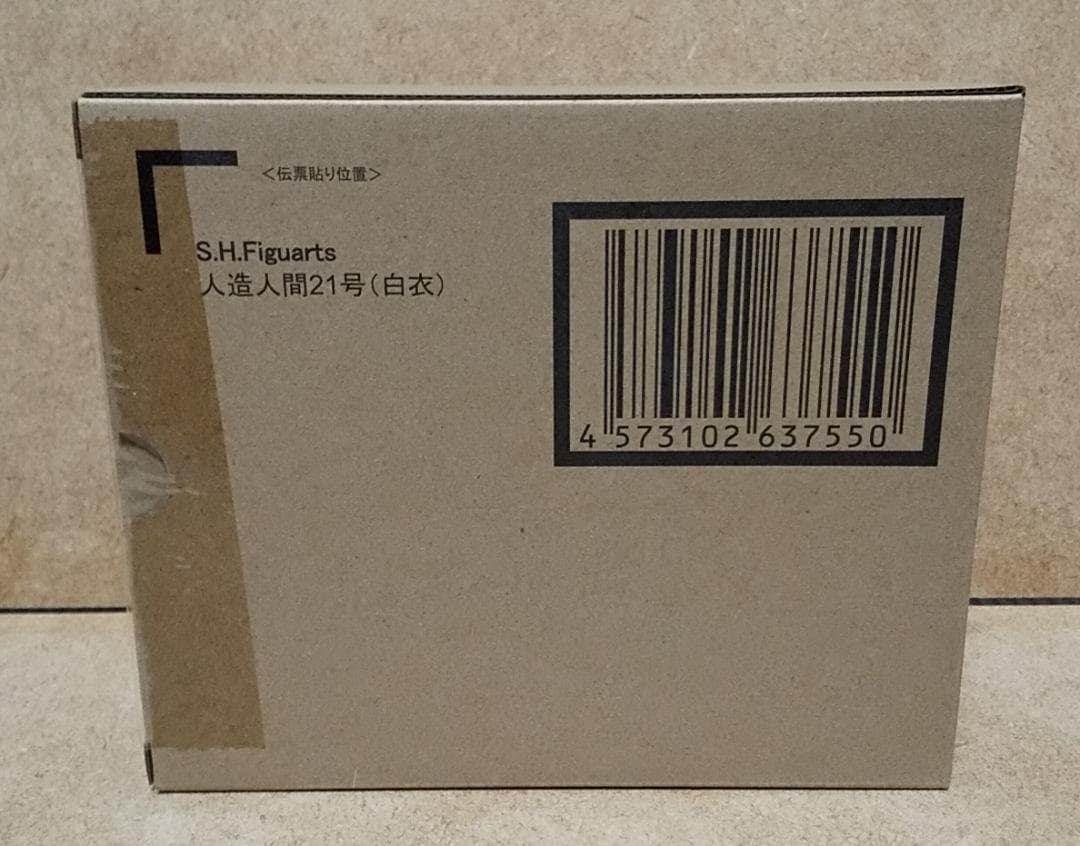 <伝票貼り位置>
S.H.Figuarts
人造人間21号(白衣)
4 573102 637550